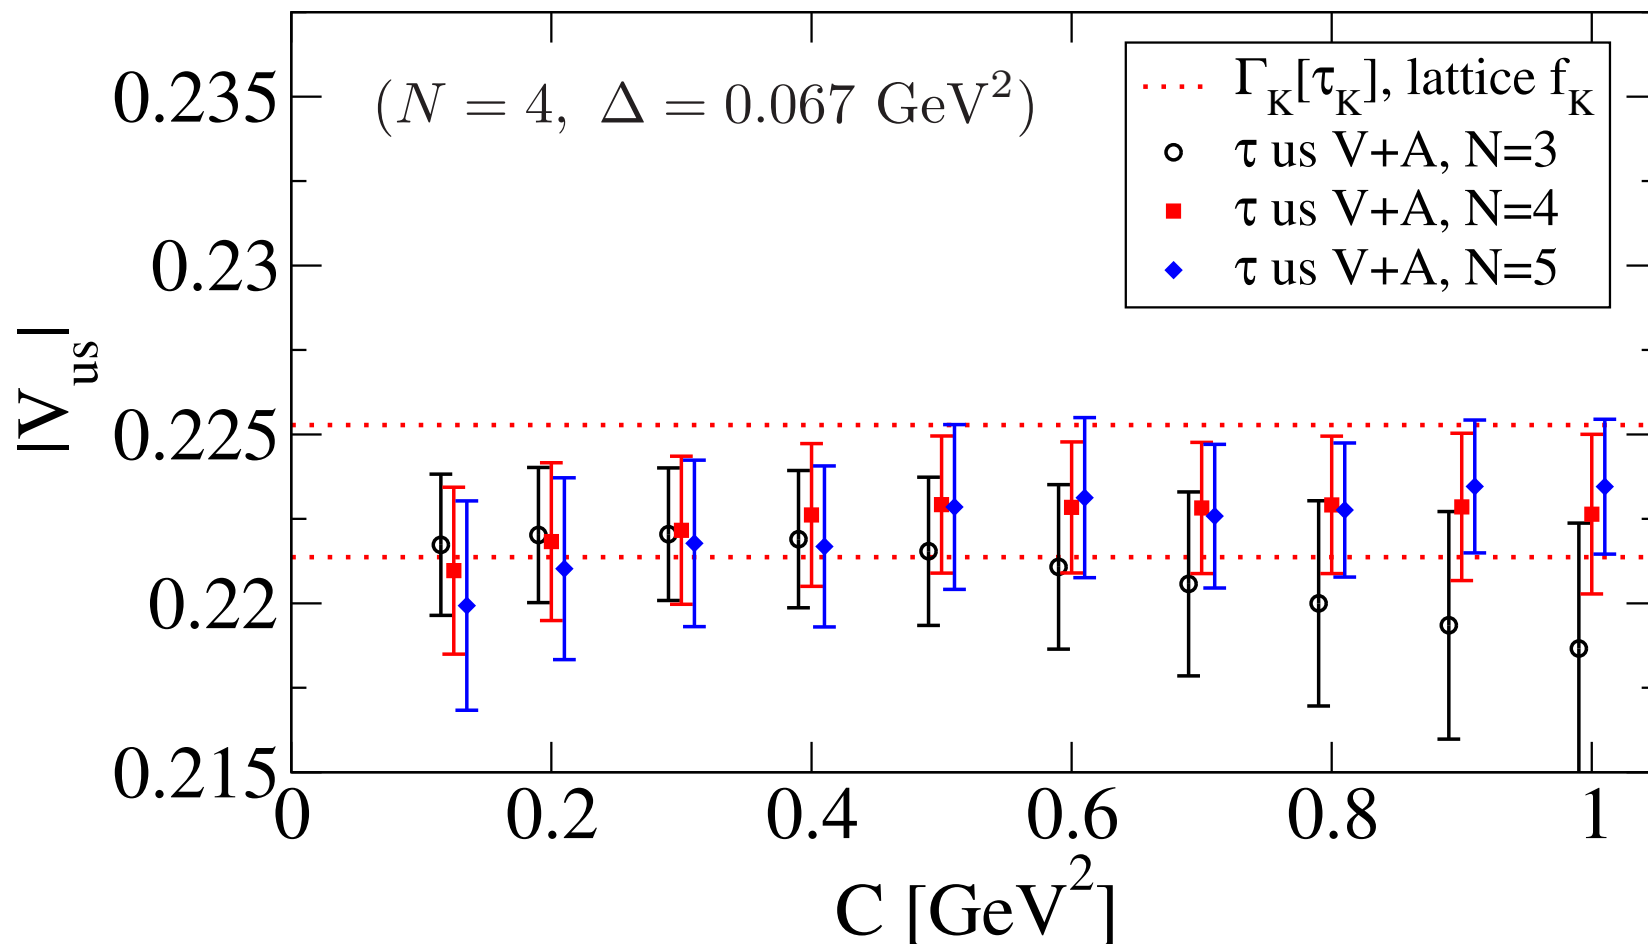 (N = 4, Δ = 0.067 GeV²)
Γ_K[τ_K], lattice f_K
τ us V+A, N=3
τ us V+A, N=4
τ us V+A, N=5
|V_us|
0.235
0.23
0.225
0.22
0.215
0 0.2 0.4 0.6 0.8 1
C [GeV²]